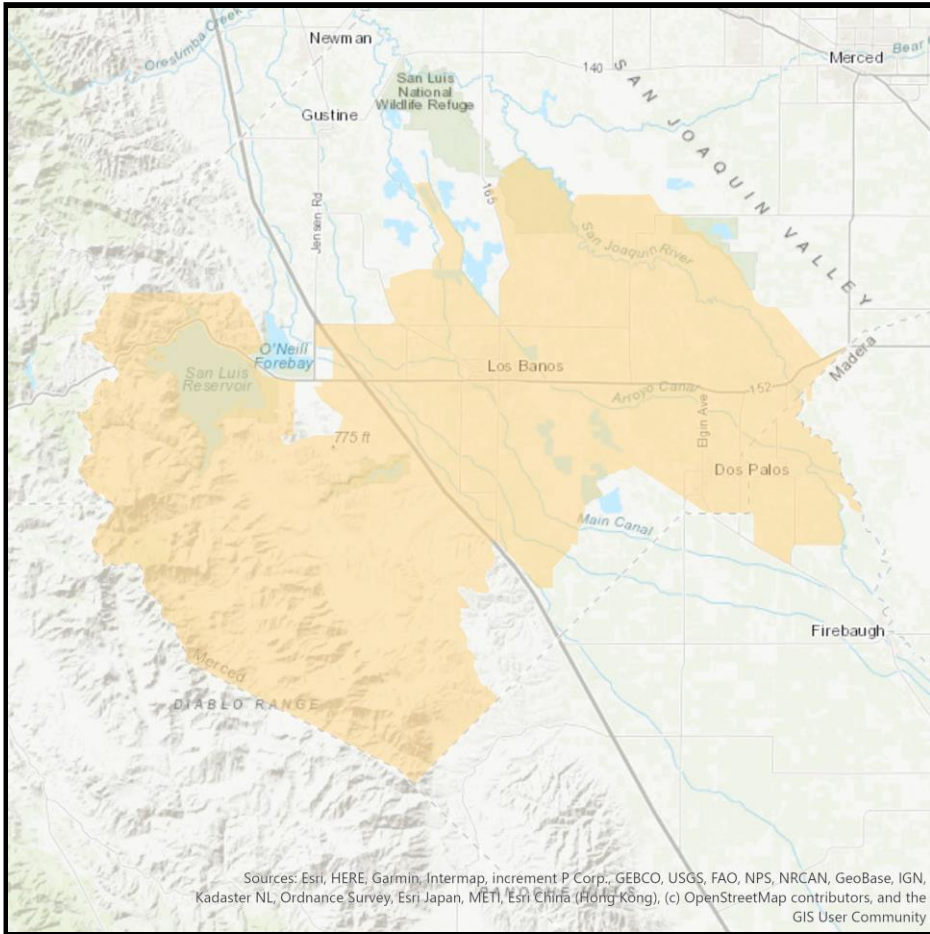 Orestimba Creek
Newman
Merced
Bear
140
San Luis
National
Wildlife Refuge
Gustine
SAN JOAQUIN VALLEY
Jensen Rd
165
San Joaquin River
O'Neill
Forebay
San Luis
Reservoir
Los Banos
Madera
152
Arroyo Canal
Elgin Ave
775 ft
Dos Palos
Main Canal
Firebaugh
Merced
DIABLO RANGE
Sources: Esri, HERE, Garmin, Intermap, increment P Corp., GEBCO, USGS, FAO, NPS, NRCAN, GeoBase, IGN,
Kadaster NL, Ordnance Survey, Esri Japan, METI, Esri China (Hong Kong), (c) OpenStreetMap contributors, and the
GIS User Community